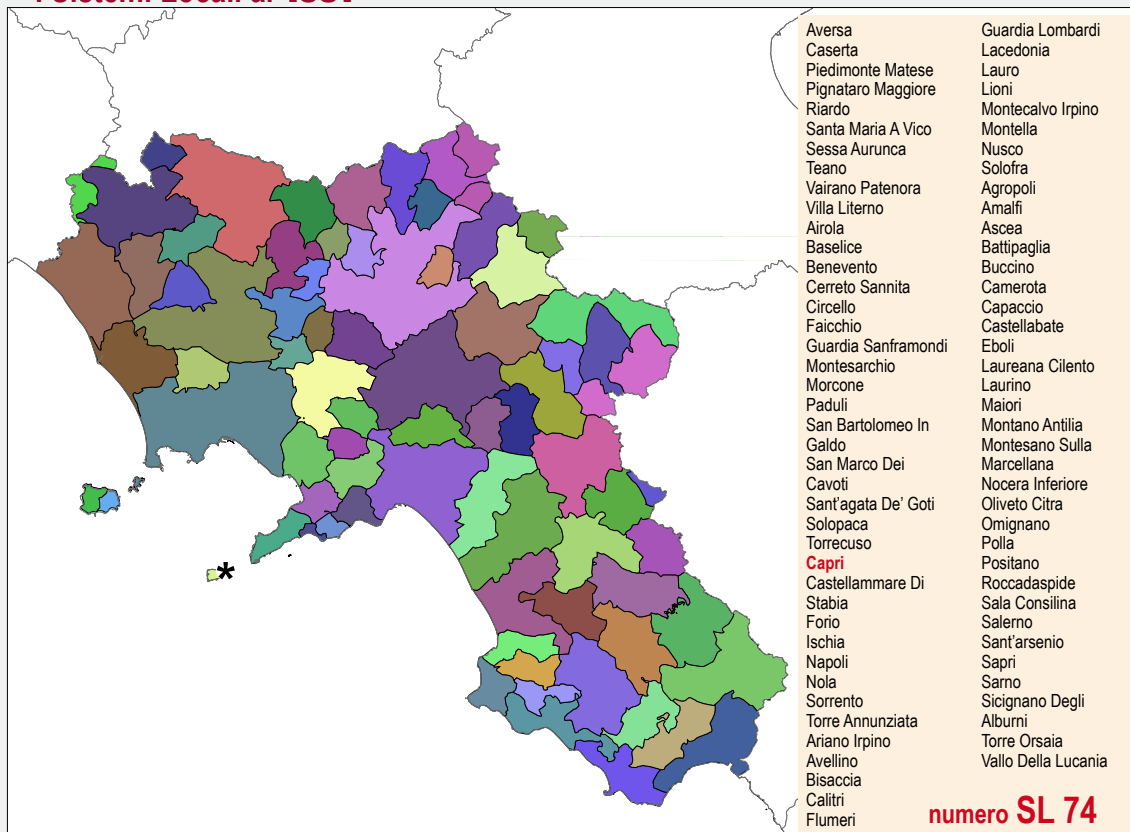 I Sistemi Locali di
*
Aversa
Caserta
Piedimonte Matese
Pignataro Maggiore
Riardo
Santa Maria A Vico
Sessa Aurunca
Teano
Vairano Patenora
Villa Literno
Airola
Baselice
Benevento
Cerreto Sannita
Circello
Faicchio
Guardia Sanframondi
Montesarchio
Morcone
Paduli
San Bartolomeo In
Galdo
San Marco Dei
Cavoti
Sant'agata De' Goti
Solopaca
Torrecuso
Capri
Castellammare Di
Stabia
Forio
Ischia
Napoli
Nola
Sorrento
Torre Annunziata
Ariano Irpino
Avellino
Bisaccia
Calitri
Flumeri
Guardia Lombardi
Lacedonia
Lauro
Lioni
Montecalvo Irpino
Montella
Nusco
Solofra
Agropoli
Amalfi
Ascea
Battipaglia
Buccino
Camerota
Capaccio
Castellabate
Eboli
Laureana Cilento
Laurino
Maiori
Montano Antilia
Montesano Sulla
Marcellana
Nocera Inferiore
Oliveto Citra
Omignano
Polla
Positano
Roccadaspide
Sala Consilina
Salerno
Sant'arsenio
Sapri
Sarno
Sicignano Degli
Alburni
Torre Orsaia
Vallo Della Lucania
numero SL 74